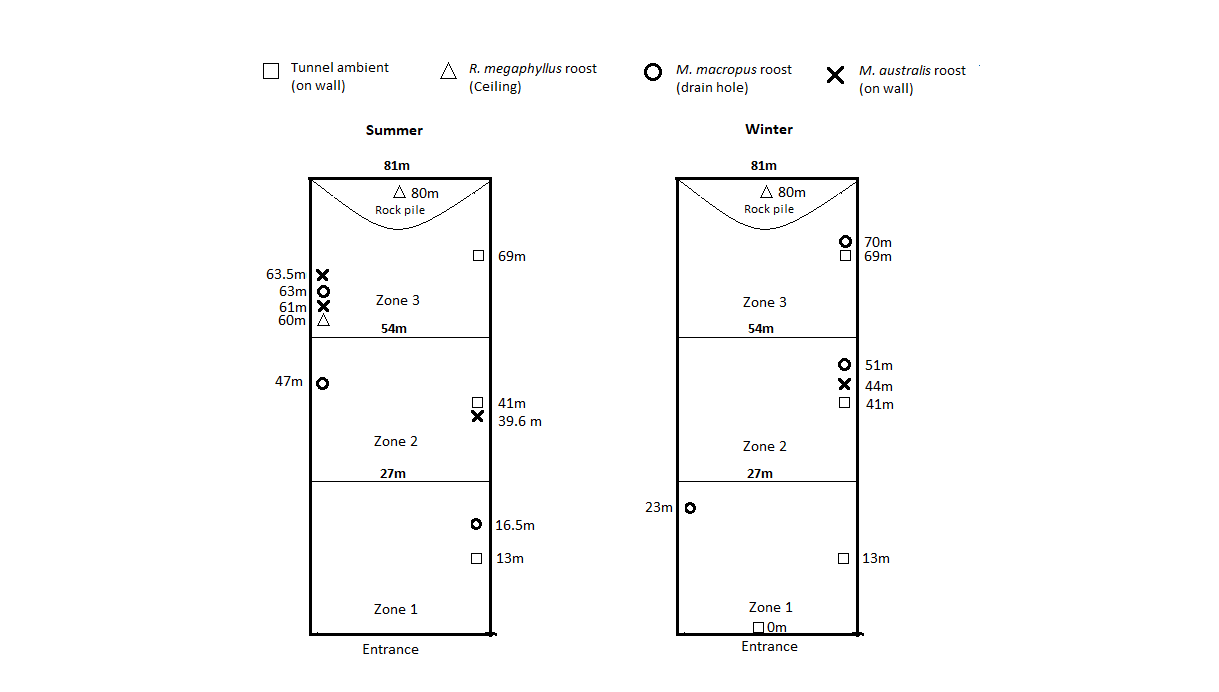 Tunnel ambient
(on wall)
R. megaphyllus roost
(Ceiling)
M. macropus roost
(drain hole)
M. australis roost
(on wall)
Summer
81m
80m
Rock pile
69m
63.5m
63m
61m
60m
Zone 3
54m
47m
41m
39.6 m
Zone 2
27m
16.5m
13m
Zone 1
Entrance
Winter
81m
80m
Rock pile
70m
69m
Zone 3
54m
51m
44m
41m
Zone 2
27m
23m
13m
Zone 1
0m
Entrance